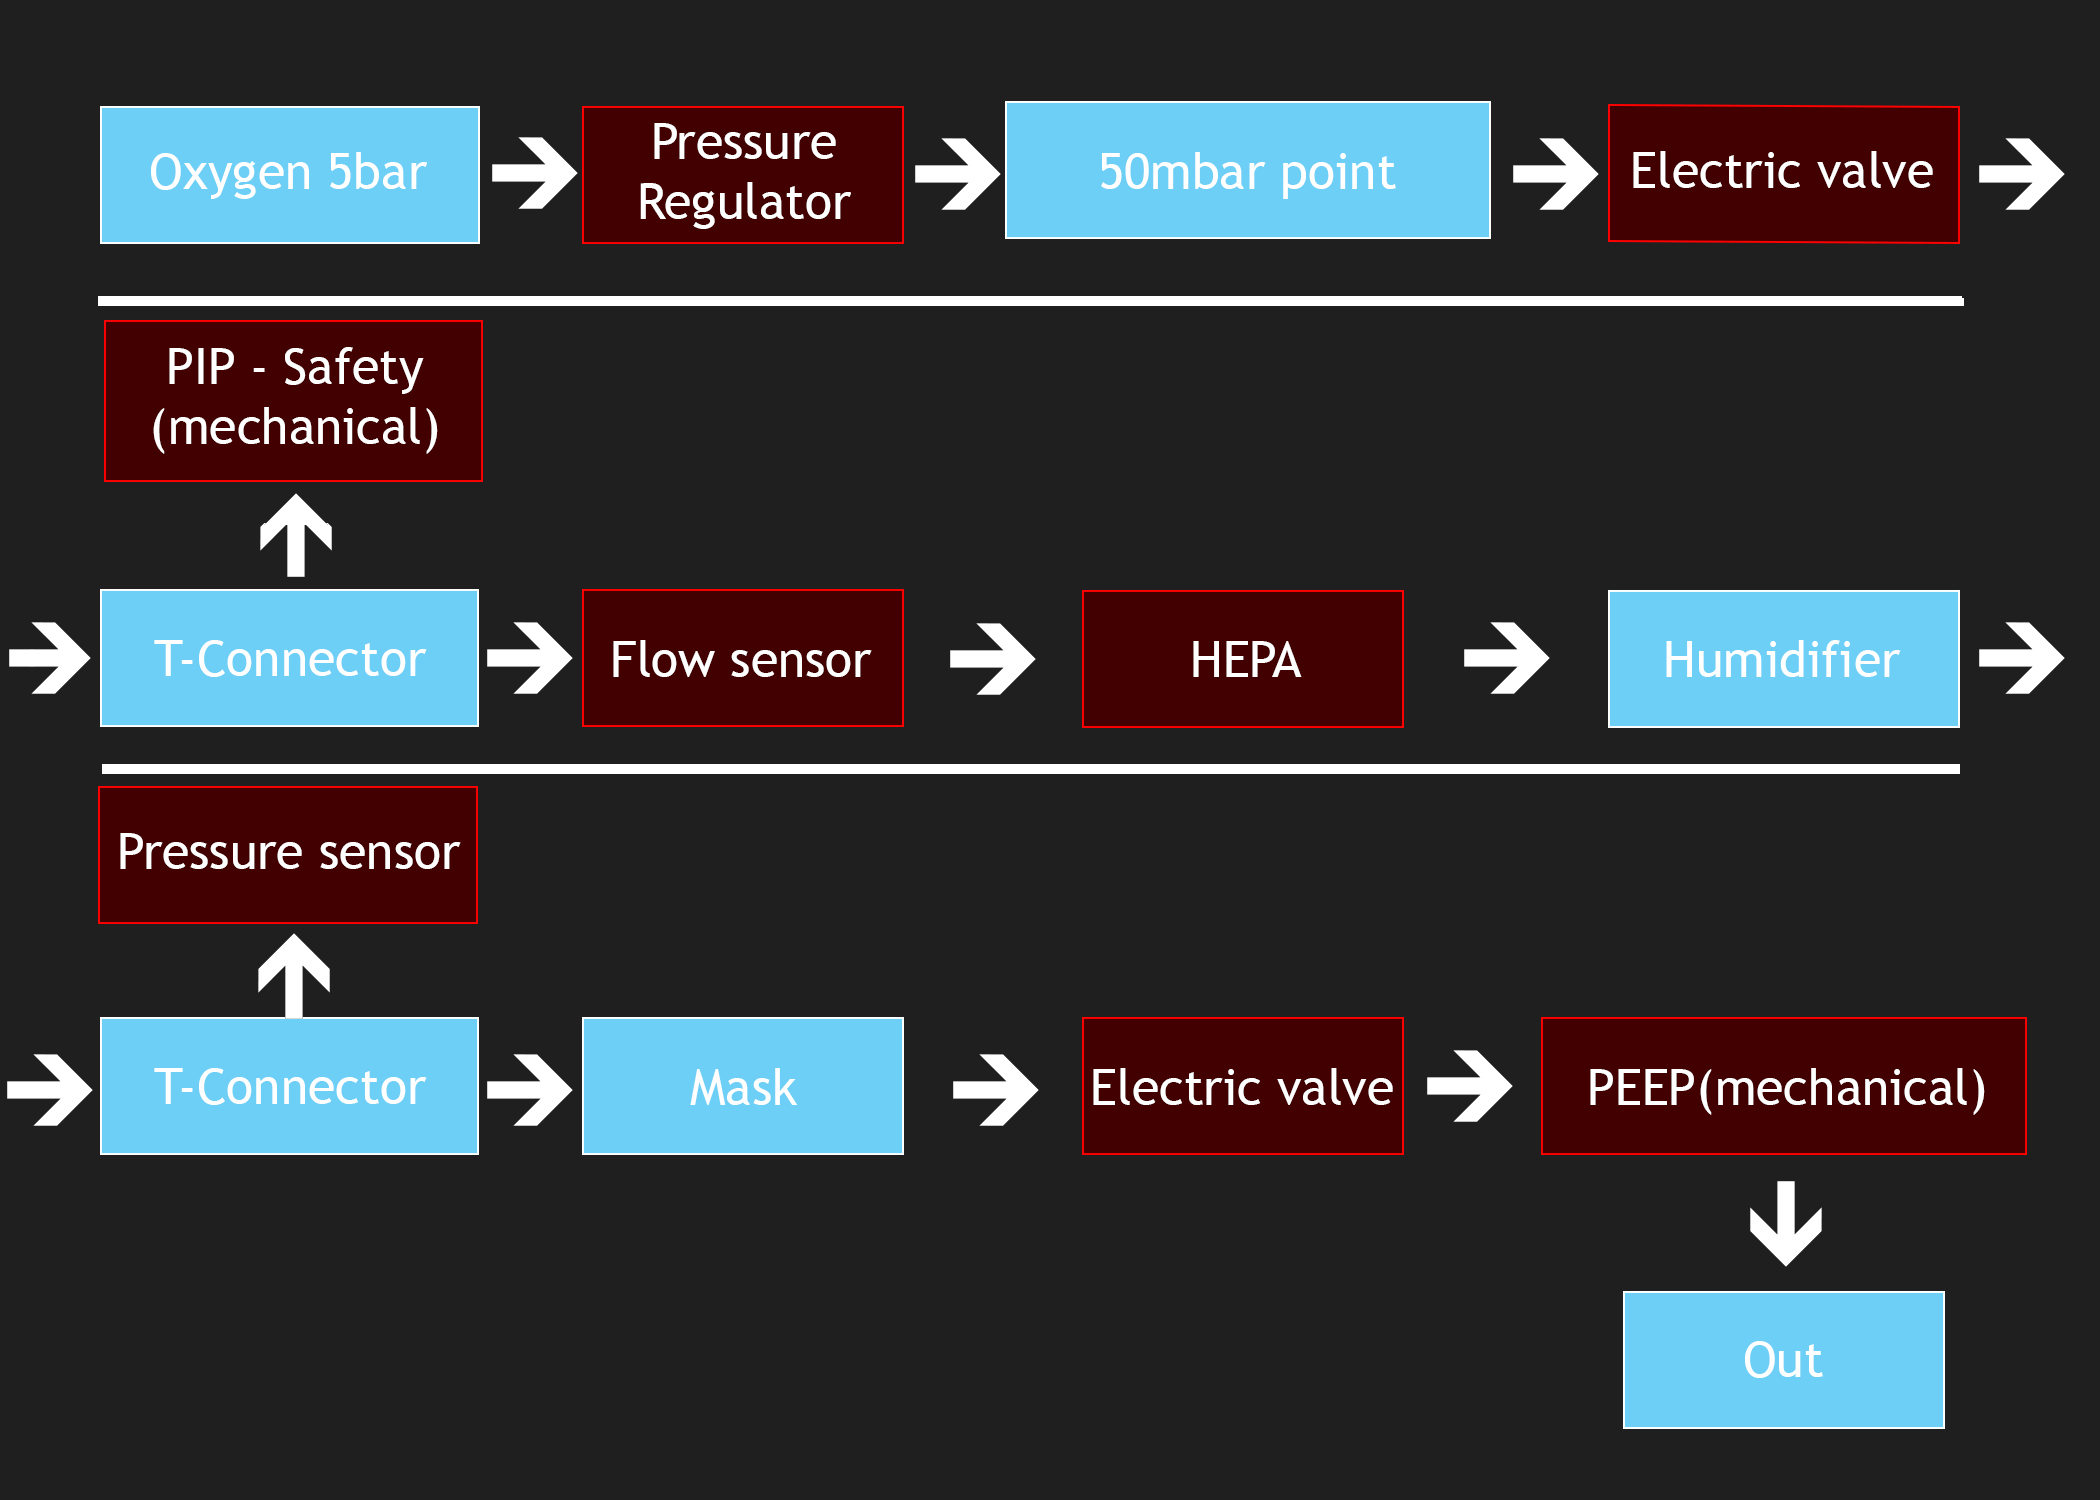 Oxygen 5bar
Pressure
Regulator
50mbar point
Electric valve
PIP - Safety
(mechanical)
T-Connector
Flow sensor
HEPA
Humidifier
Pressure sensor
T-Connector
Mask
Electric valve
PEEP(mechanical)
Out